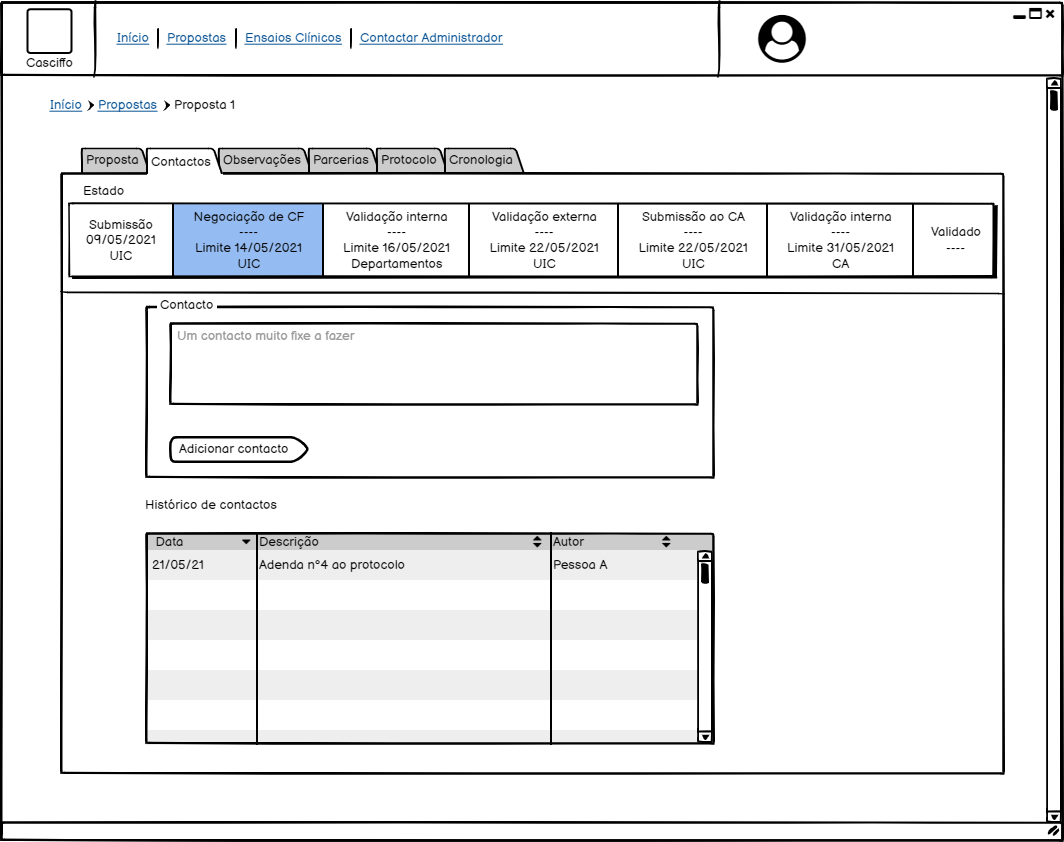 Casciffo
Início Propostas Ensaios Clínicos Contactar Administrador
Início Propostas Proposta 1
Proposta Contactos Observações Parcerias Protocolo Cronologia
Estado
Submissão
09/05/2021
UIC
Negociação de CF
----
Limite 14/05/2021
UIC
Validação interna
----
Limite 16/05/2021
Departamentos
Validação externa
----
Limite 22/05/2021
UIC
Submissão ao CA
----
Limite 22/05/2021
UIC
Validação interna
----
Limite 31/05/2021
CA
Validado
----
Contacto
Um contacto muito fixe a fazer
Adicionar contacto
Histórico de contactos
Data Descrição Autor
21/05/21 Adenda nº4 ao protocolo Pessoa A